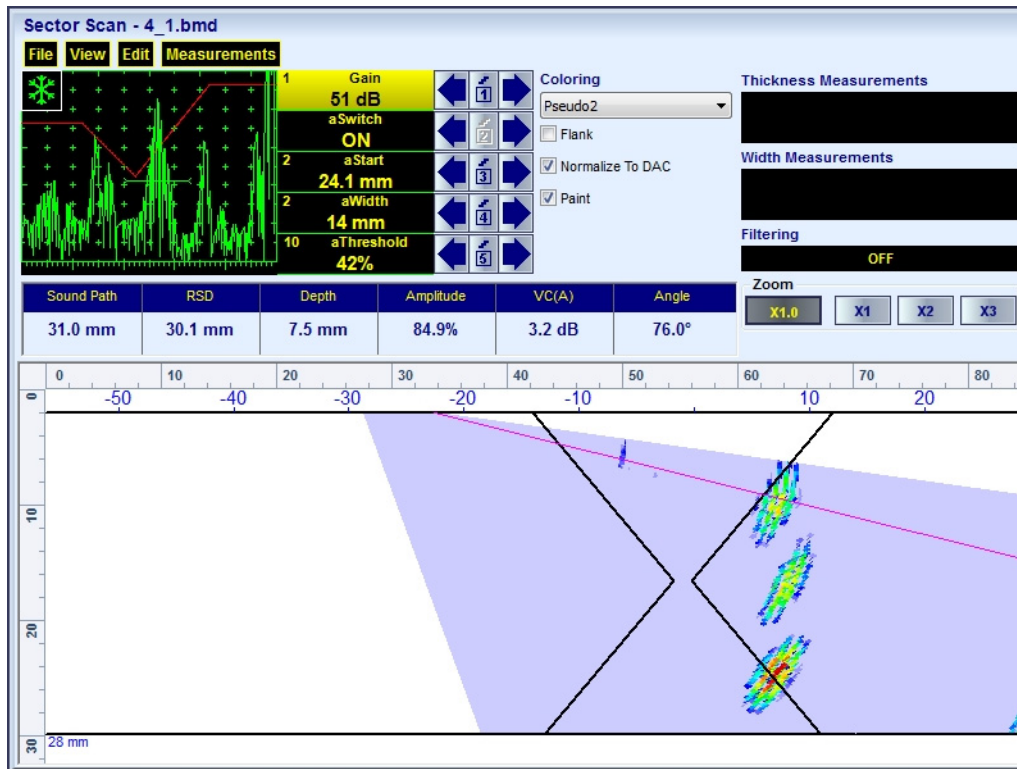 Sector Scan - 4_1.bmd
File View Edit Measurements
1 Gain
51 dB
1
aSwitch
ON
2
2 aStart
24.1 mm
3
2 aWidth
14 mm
4
10 aThreshold
42%
5
Coloring
Pseudo2
Flank
Normalize To DAC
Paint
Thickness Measurements
Width Measurements
Filtering
OFF
Zoom
X1.0 X1 X2 X3
Sound Path RSD Depth Amplitude VC(A) Angle
31.0 mm 30.1 mm 7.5 mm 84.9% 3.2 dB 76.0°
0 10 20 30 40 50 60 70 80
-50 -40 -30 -20 -10 10 20
0
10
20
30
28 mm